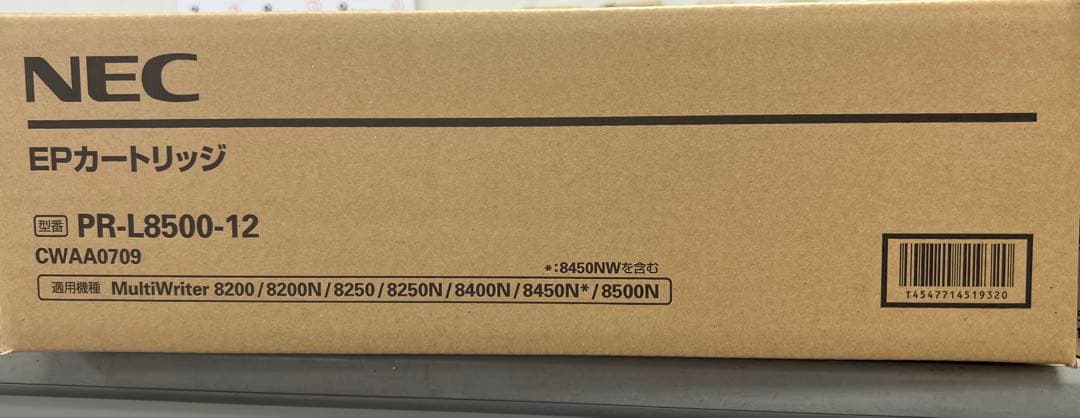 NEC
EPカートリッジ
型番 PR-L8500-12
CWAA0709
*:8450NWを含む
適用機種 MultiWriter 8200/8200N/8250/8250N/8400N/8450N*/8500N
T4547714519320